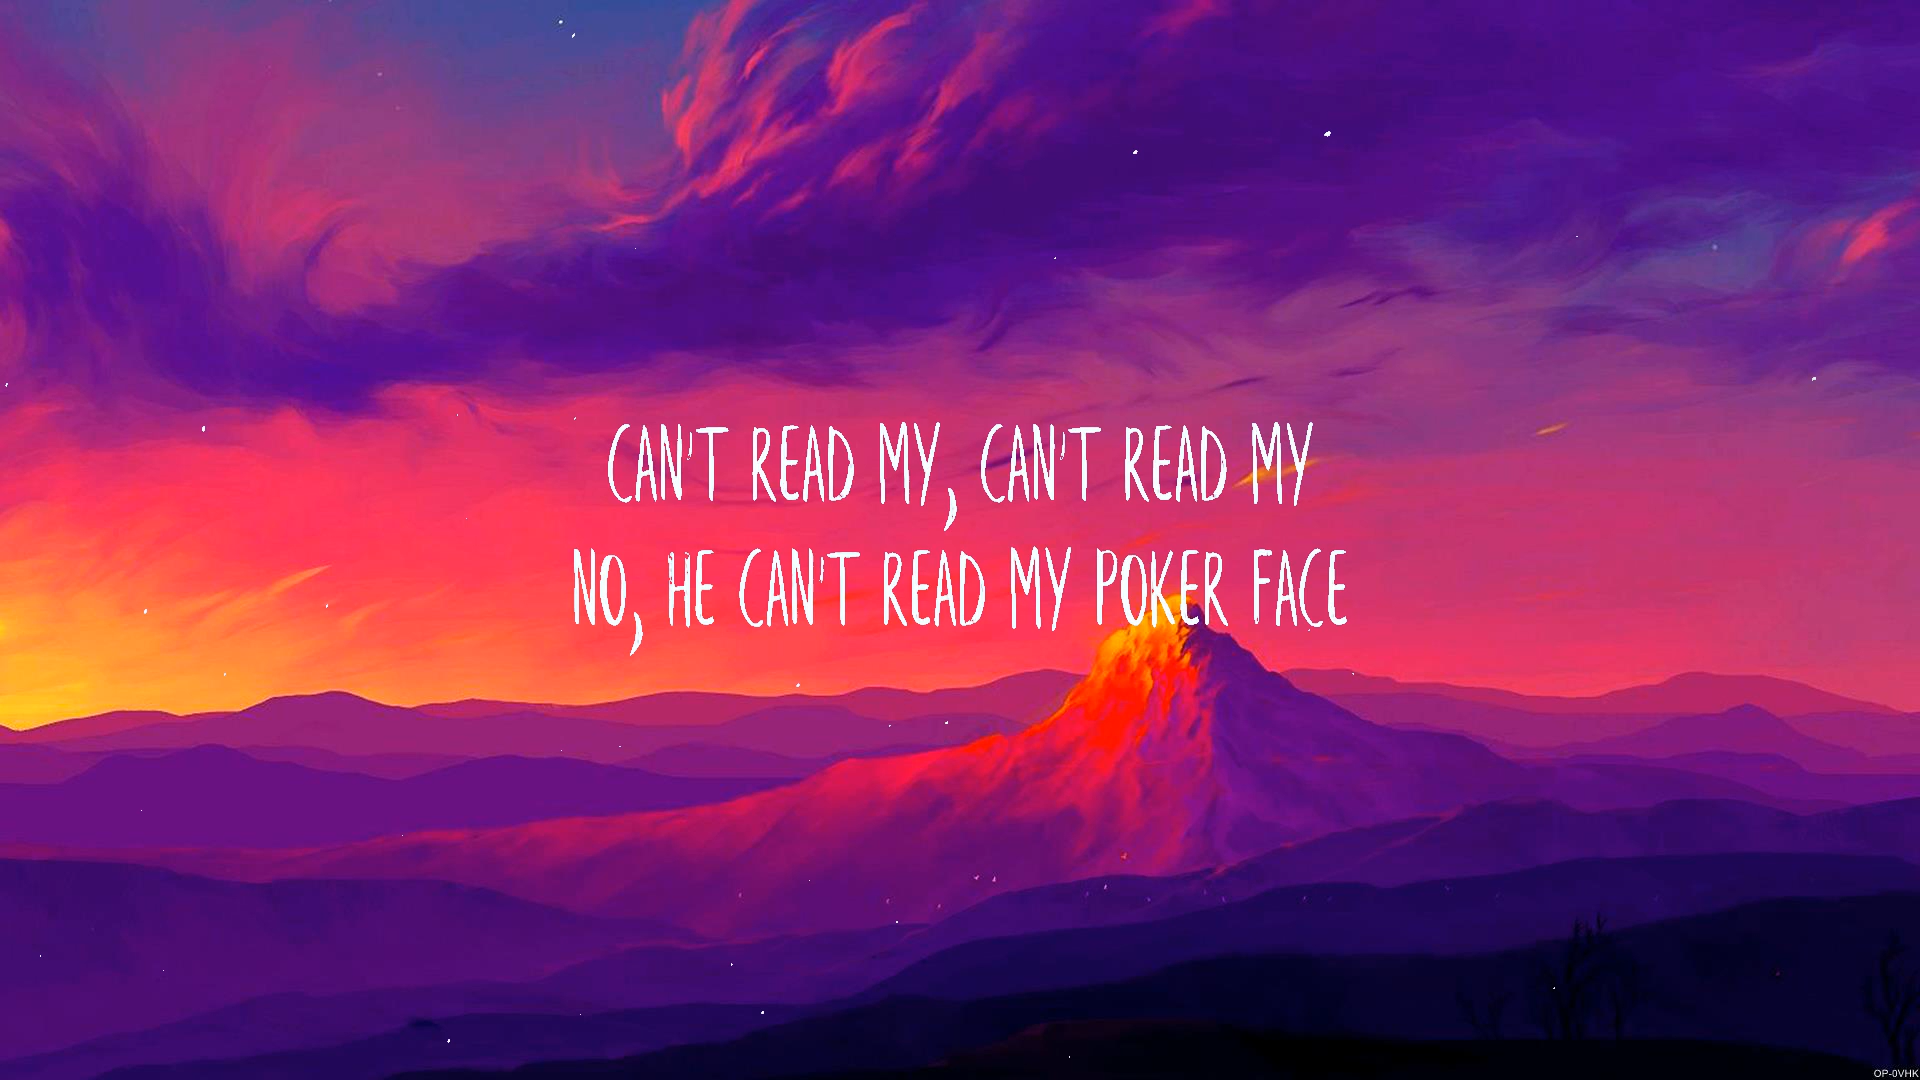 CAN'T READ MY, CAN'T READ MY
NO, HE CAN'T READ MY POKER FACE
OP-0VHK